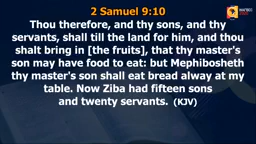 2 Samuel 9:10
Thou therefore, and thy sons, and thy
servants, shall till the land for him, and thou
shalt bring in [the fruits], that thy master's
son may have food to eat: but Mephibosheth
thy master's son shall eat bread alway at my
table. Now Ziba had fifteen sons
and twenty servants. (KJV)